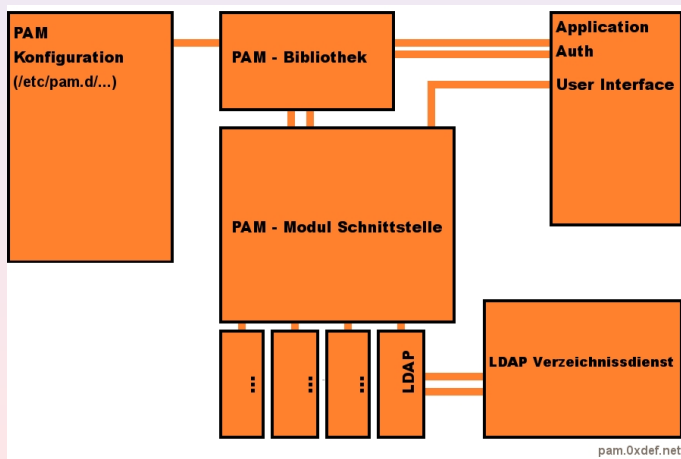 PAM
Konfiguration
(/etc/pam.d/...)
PAM - Bibliothek
Application
Auth
User Interface
PAM - Modul Schnittstelle
...
...
...
LDAP
LDAP Verzeichnissdienst
pam.0xdef.net